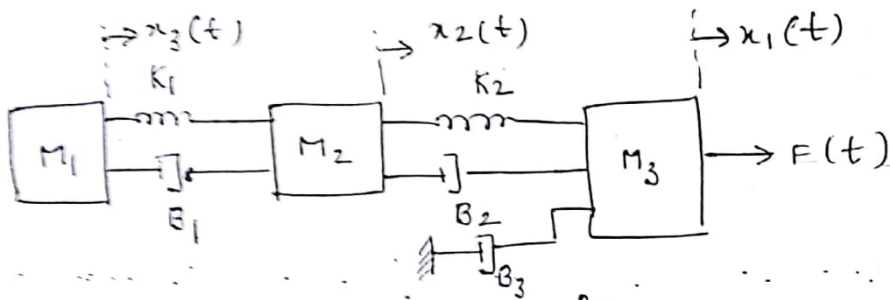 x₃(t) x₂(t) x₁(t)
K₁ K₂
M₁ M₂ M₃ F(t)
B₁ B₂
B₃